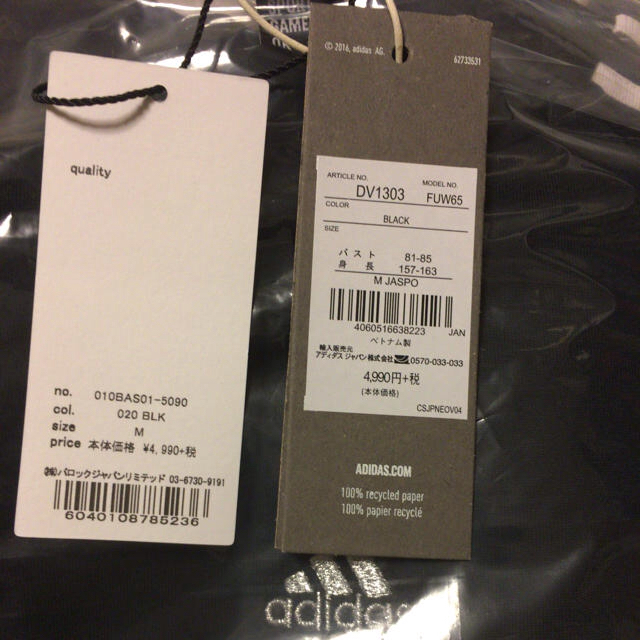 SPORT
GAME
quality
no. 010BAS01-5090
col. 020 BLK
size M
price 本体価格 ¥4,990+税
㈱バロックジャパンリミテッド 03-6730-9191
6040108785236
© 2016, adidas AG.
62733531
ARTICLE NO. MODEL NO.
DV1303 FUW65
COLOR
BLACK
SIZE
バスト 81-85
身長 157-163
M JASPO
4060516638223 JAN
ベトナム製
輸入販売元
アディダス ジャパン株式会社 0570-033-033
4,990円+税
(本体価格)
CSJPNEOV04
ADIDAS.COM
100% recycled paper
100% papier recyclé
adidas